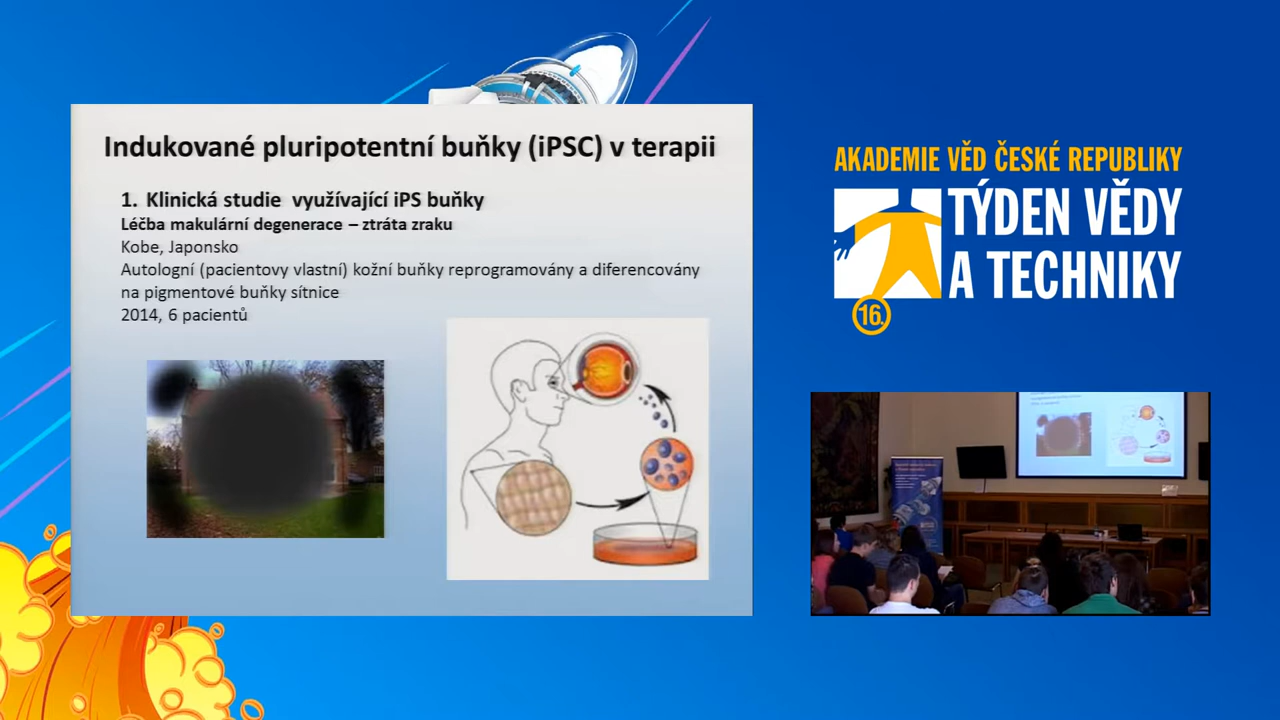 Indukované pluripotentní buňky (iPSC) v terapii
1. Klinická studie využívající iPS buňky
Léčba makulární degenerace – ztráta zraku
Kobe, Japonsko
Autologní (pacientovy vlastní) kožní buňky reprogramovány a diferencovány
na pigmentové buňky sítnice
2014, 6 pacientů
AKADEMIE VĚD ČESKÉ REPUBLIKY
TÝDEN VĚDY
A TECHNIKY
16.